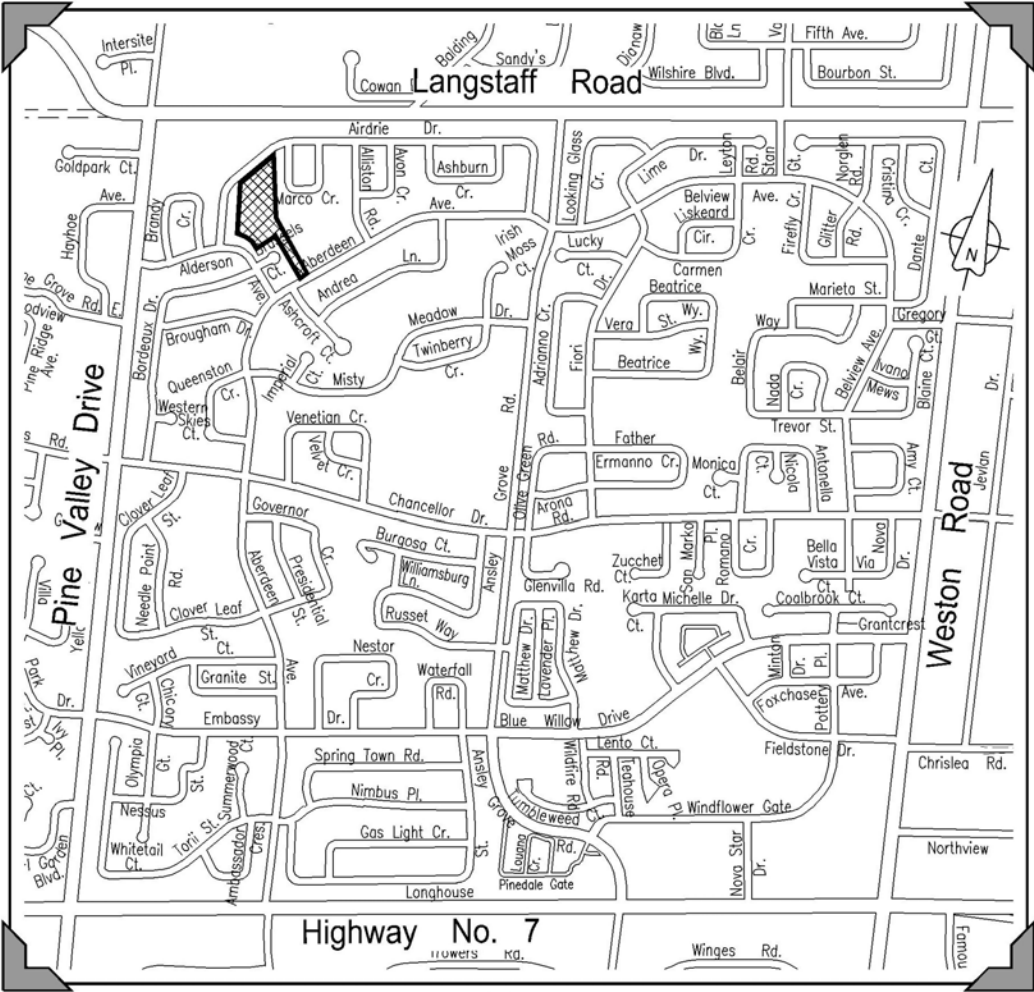 Intersite
Pl.
Balding
Sandy's
Cowan
Langstaff Road
Wilshire Blvd.
Ln
Fifth Ave.
Bourbon St.
Goldpark Ct.
Airdrie Dr.
Alliston
Rd.
Avon Cr.
Ashburn
Cr.
Marco Cr.
Ave.
Hayhoe
Brandy
Cr.
Alderson
Ave.
Ct.
Aberdeen
Andrea
Ln.
Irish
Moss
Ct.
Looking Glass
Cr.
Lime
Dr.
Leyton
Rd.
Stan
Gt.
Norglen
Rd.
Cristina Cr.
Ct.
Dante
Belview
Ave.
Liskeard
Cir.
Cr.
Firefly Cr.
Glitter
Rd.
Lucky
Ct.
Dr.
Carmen
Beatrice
Marieta St.
Gregory
Gt.
Grove Rd.
E.
Pine Ridge
Ave.
Bordeaux Dr.
Brougham Dr.
Ashcroft Ct.
Meadow
Dr.
Twinberry
Cr.
Misty
Imperial
Ct.
Queenston
Cr.
Western
Skies
Ct.
Adrianno Cr.
Fiori
Vera
St.
Wy.
Wy.
Beatrice
Way
Belair
Nada
Cr.
Belview Ave.
Ivano
Mews
Blaine Ct.
Trevor St.
Dr.
Pine Valley Drive
Rd.
Venetian Cr.
Velvet Cr.
Grove
Rd.
Olive Green
Rd.
Father
Ermanno Cr.
Arona
Rd.
Monica
Ct.
Ct.
Nicola
Antonella
Amy Ct.
Jevlan
Weston Road
N
Clover Leaf
St.
Governor
Cr.
Chancellor Dr.
Burgosa Ct.
Williamsburg
Ln.
Russet Way
Ansley
Glenvilla Rd.
Zucchet
Ct.
San Marko
Pl.
Romano
Cr.
Bella
Vista
Ct.
Via
Nova
Dr.
Needle Point
Rd.
Clover Leaf
St.
Aberdeen
Presidential
St.
Villa
Karta
Ct.
Michelle Dr.
Coalbrook Ct.
Grantcrest
Matthew Dr.
Lavender Pl.
Matthew Dr.
Minton
Dr.
Pl.
Foxchase
Ave.
Pottery
Vineyard
Ct.
Gt.
Chicory
Granite St.
Ave.
Nestor
Cr.
Dr.
Waterfall
Rd.
Embassy
Blue Willow Drive
Fieldstone Dr.
Chrislea Rd.
Park
Dr.
Ivy
Pl.
Olympia
Gt.
St.
Nessus
Whitetail
Ct.
Tarii St.
Summerwood
Ct.
Ambassador
Cres.
Spring Town Rd.
Nimbus Pl.
Gas Light Cr.
Longhouse
Ansley
Grove
St.
Wildfire Rd.
Lento Ct.
Rd.
Teahouse
Opera
Pl.
Tumbleweed Ct.
Windflower Gate
Louana
Cr.
Rd.
Pinedale Gate
Nova Star
Dr.
Northview
Garden
Blvd.
Highway No. 7
Rd.
Winges Rd.